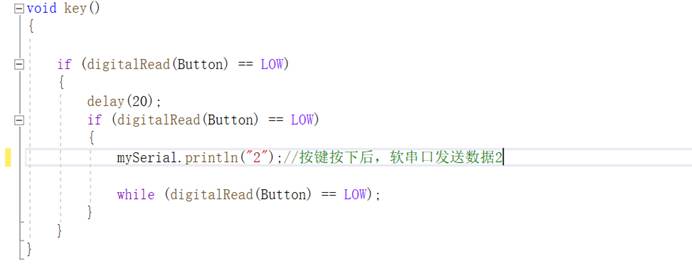 void key()
{
if (digitalRead(Button) == LOW)
{
delay(20);
if (digitalRead(Button) == LOW)
{
mySerial.println("2");//按键按下后，软串口发送数据2
while (digitalRead(Button) == LOW);
}
}
}